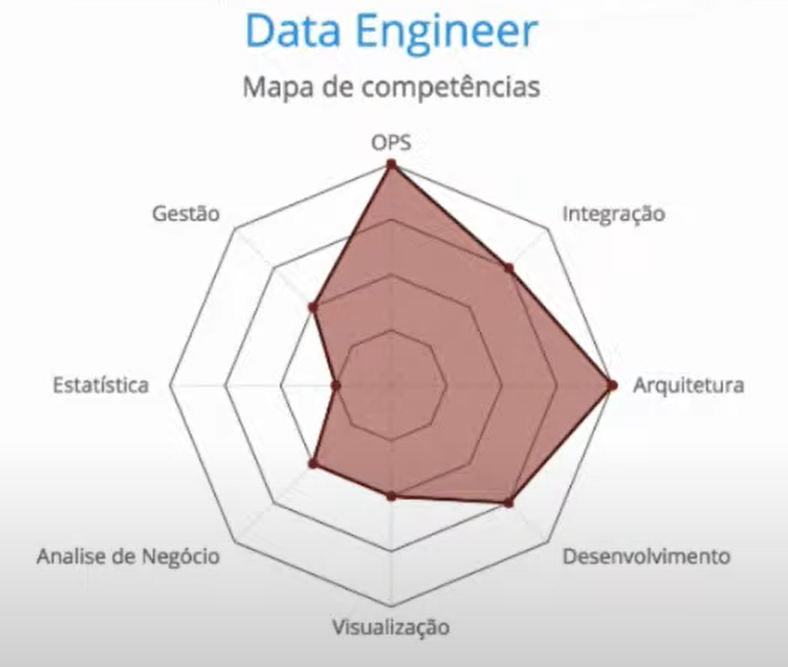 Data Engineer
Mapa de competências
OPS
Gestão
Integração
Estatística
Arquitetura
Analise de Negócio
Desenvolvimento
Visualização